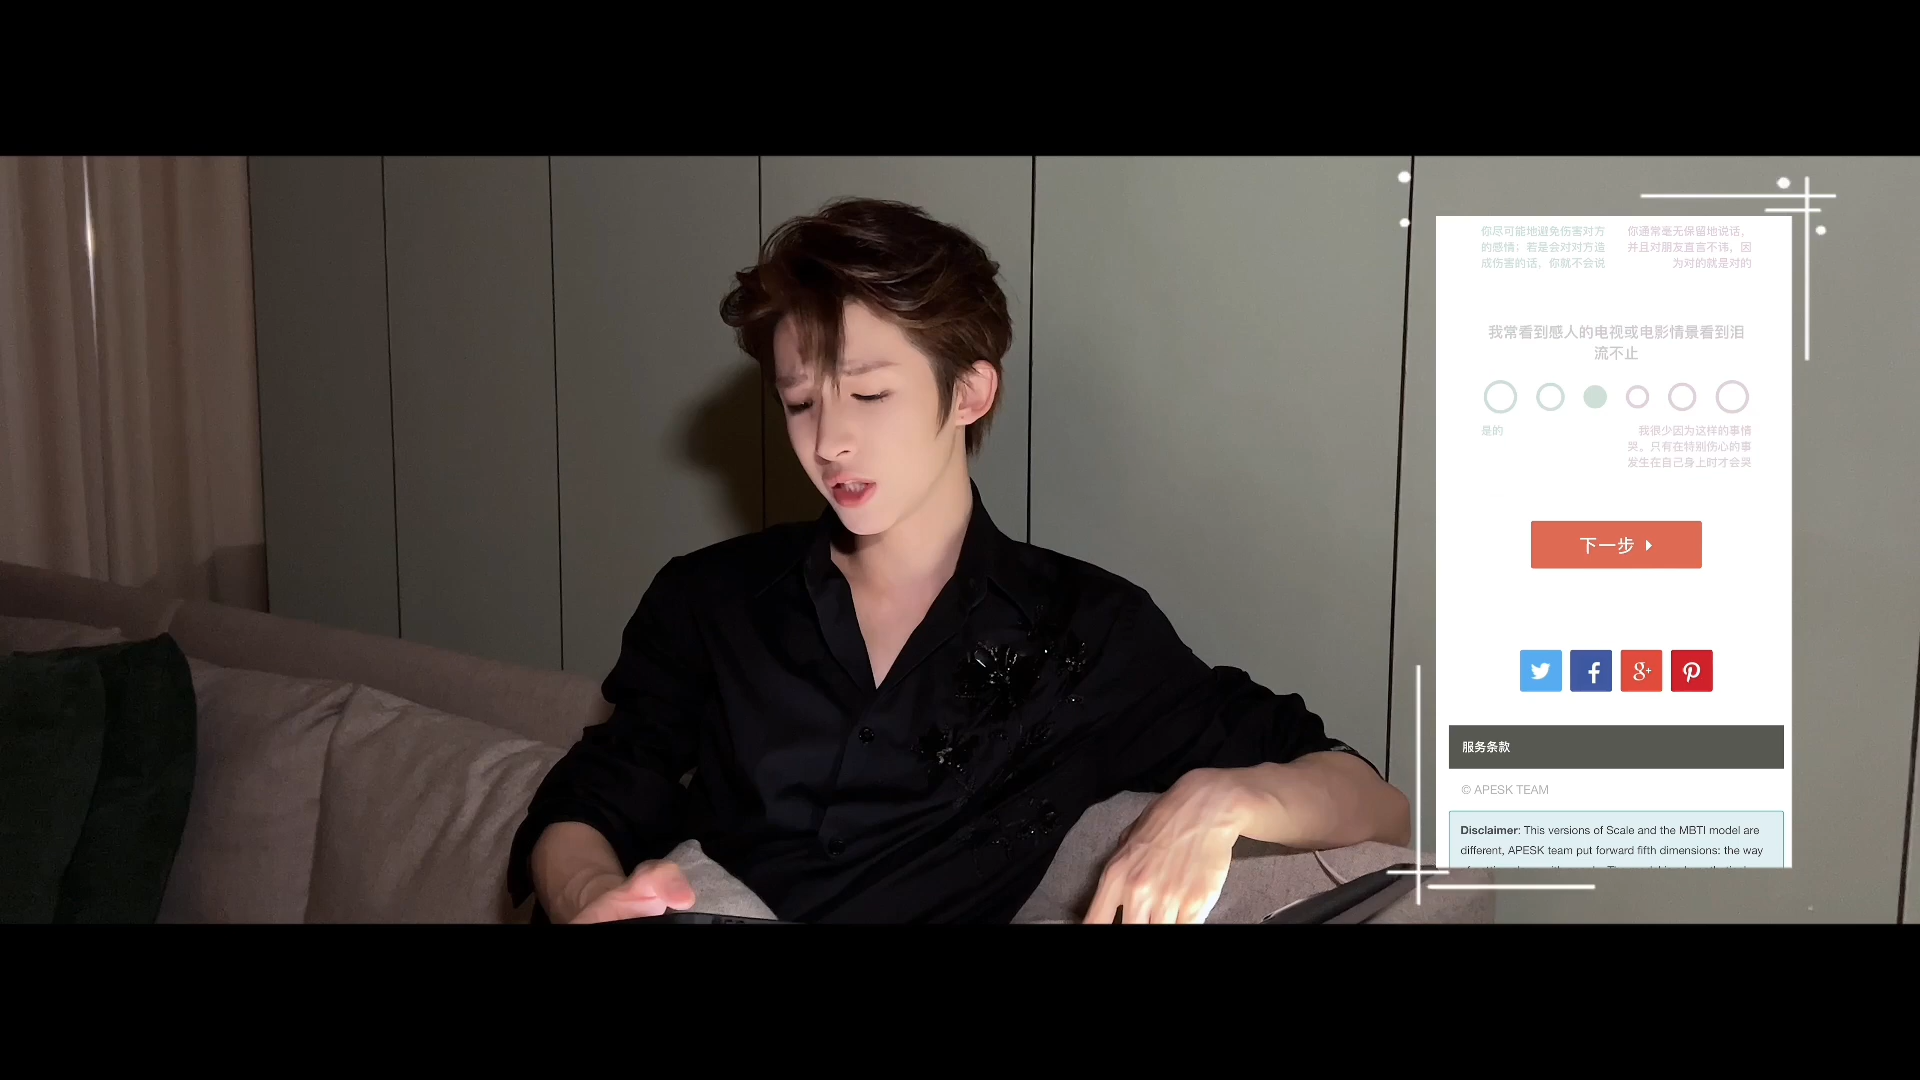 你尽可能地避免伤害对方
的感情；若是会对对方造
成伤害的话，你就不会说
你通常毫无保留地说话，
并且对朋友直言不讳，因
为对的就是对的
我常看到感人的电视或电影情景看到泪
流不止
是的
我很少因为这样的事情
哭。只有在特别伤心的事
发生在自己身上时才会哭
下一步
服务条款
© APESK TEAM
Disclaimer: This versions of Scale and the MBTI model are
different, APESK team put forward fifth dimensions: the way